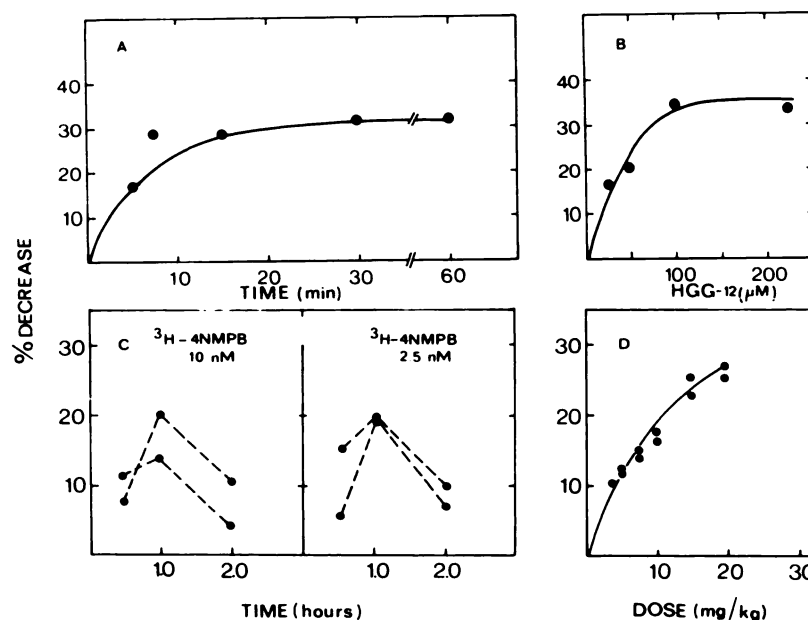 A
40
30
20
10
10
20
30
60
TIME (min)
B
40
30
20
10
100
200
HGG-12(μM)
% DECREASE
C
³H-4NMPB
10 nM
³H-4NMPB
25 nM
30
20
10
1.0
2.0
1.0
2.0
TIME (hours)
D
30
20
10
10
20
30
DOSE (mg/kg)